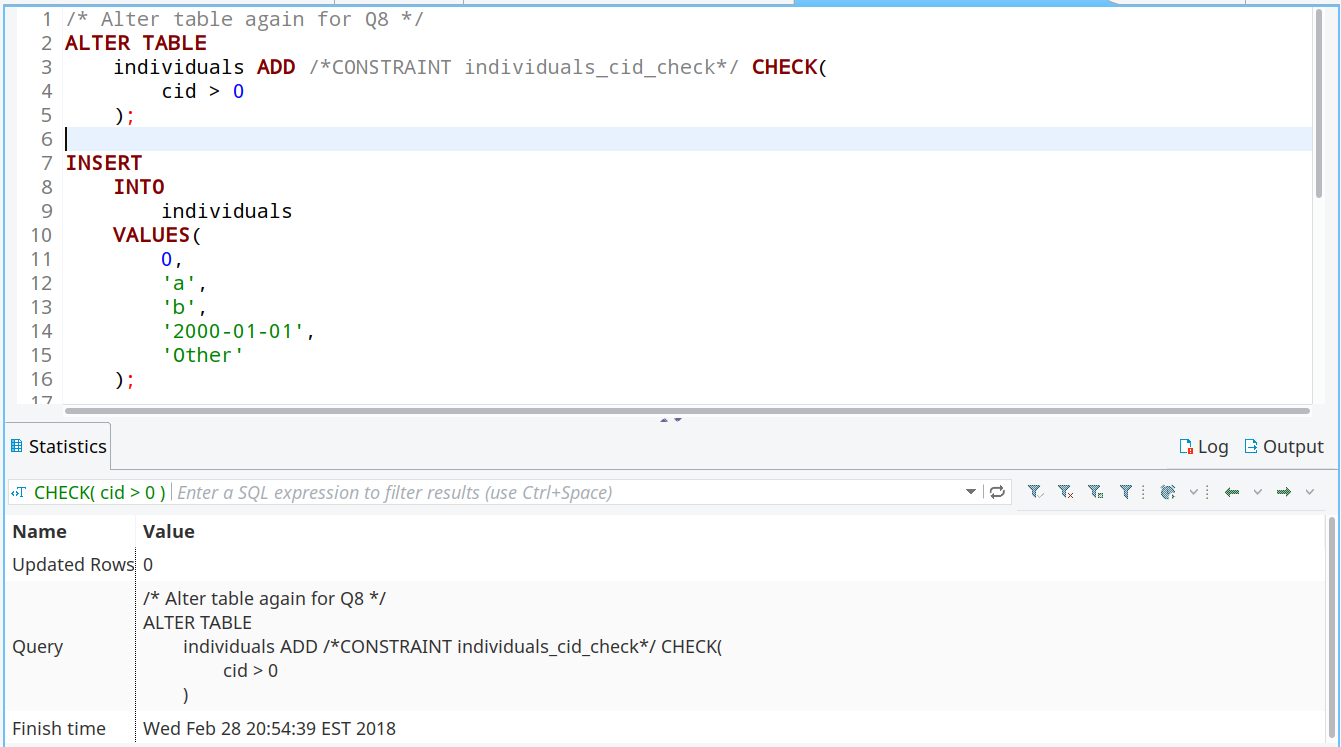 1 /* Alter table again for Q8 */
2 ALTER TABLE
3 individuals ADD /*CONSTRAINT individuals_cid_check*/ CHECK(
4 cid > 0
5 );
6
7 INSERT
8 INTO
9 individuals
10 VALUES(
11 0,
12 'a',
13 'b',
14 '2000-01-01',
15 'Other'
16 );
17
Statistics Log Output
CHECK( cid > 0 ) Enter a SQL expression to filter results (use Ctrl+Space)
Name Value
Updated Rows 0
Query /* Alter table again for Q8 */
ALTER TABLE
individuals ADD /*CONSTRAINT individuals_cid_check*/ CHECK(
cid > 0
)
Finish time Wed Feb 28 20:54:39 EST 2018